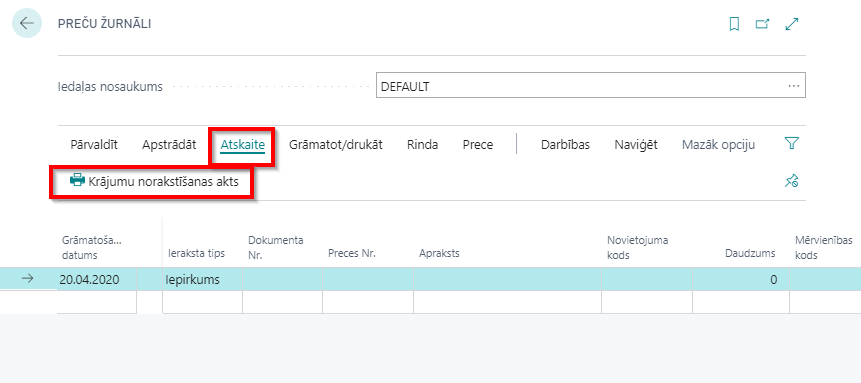 PREČU ŽURNĀLI
Iedaļas nosaukums
DEFAULT
Pārvaldīt Apstrādāt Atskaite Grāmatot/drukāt Rinda Prece Darbības Naviģēt Mazāk opciju
Krājumu norakstīšanas akts
Grāmatoša... datums Ieraksta tips Dokumenta Nr. Preces Nr. Apraksts Novietojuma kods Daudzums Mērvienības kods
20.04.2020 Iepirkums 0